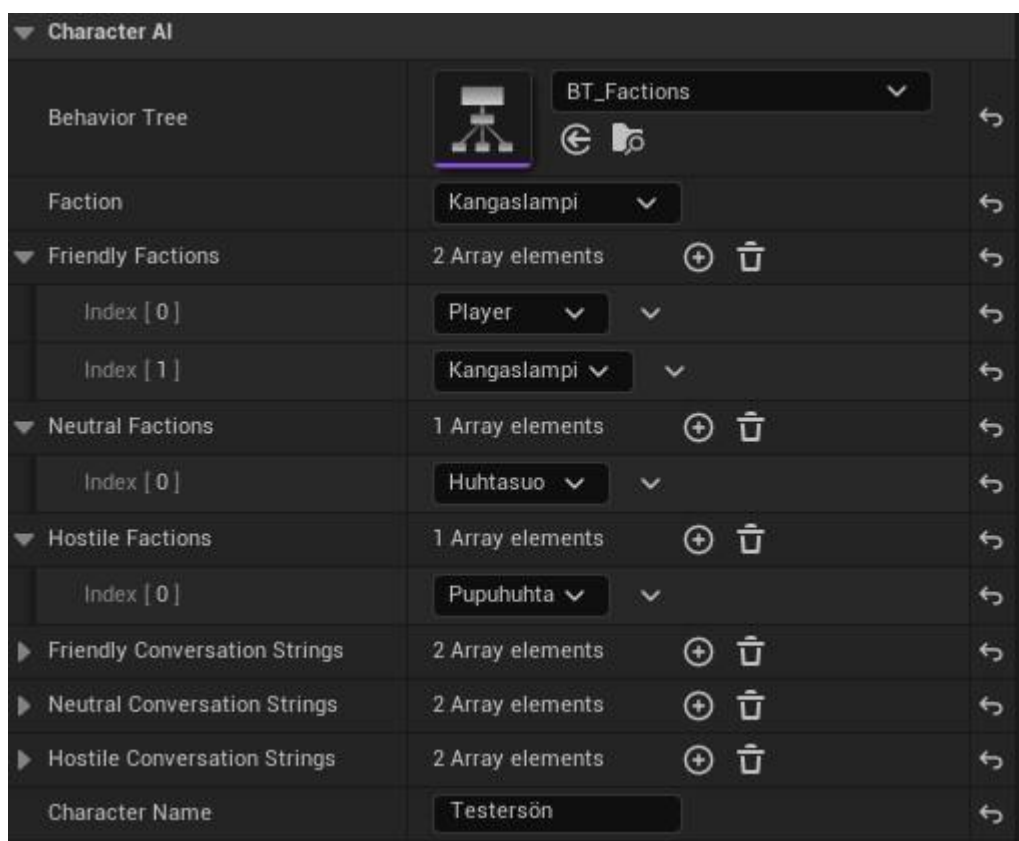 Character AI
Behavior Tree
BT_Factions
Faction
Kangaslampi
Friendly Factions
2 Array elements
Index [ 0 ]
Player
Index [ 1 ]
Kangaslampi
Neutral Factions
1 Array elements
Index [ 0 ]
Huhtasuo
Hostile Factions
1 Array elements
Index [ 0 ]
Pupuhuhta
Friendly Conversation Strings
2 Array elements
Neutral Conversation Strings
2 Array elements
Hostile Conversation Strings
2 Array elements
Character Name
Testersön